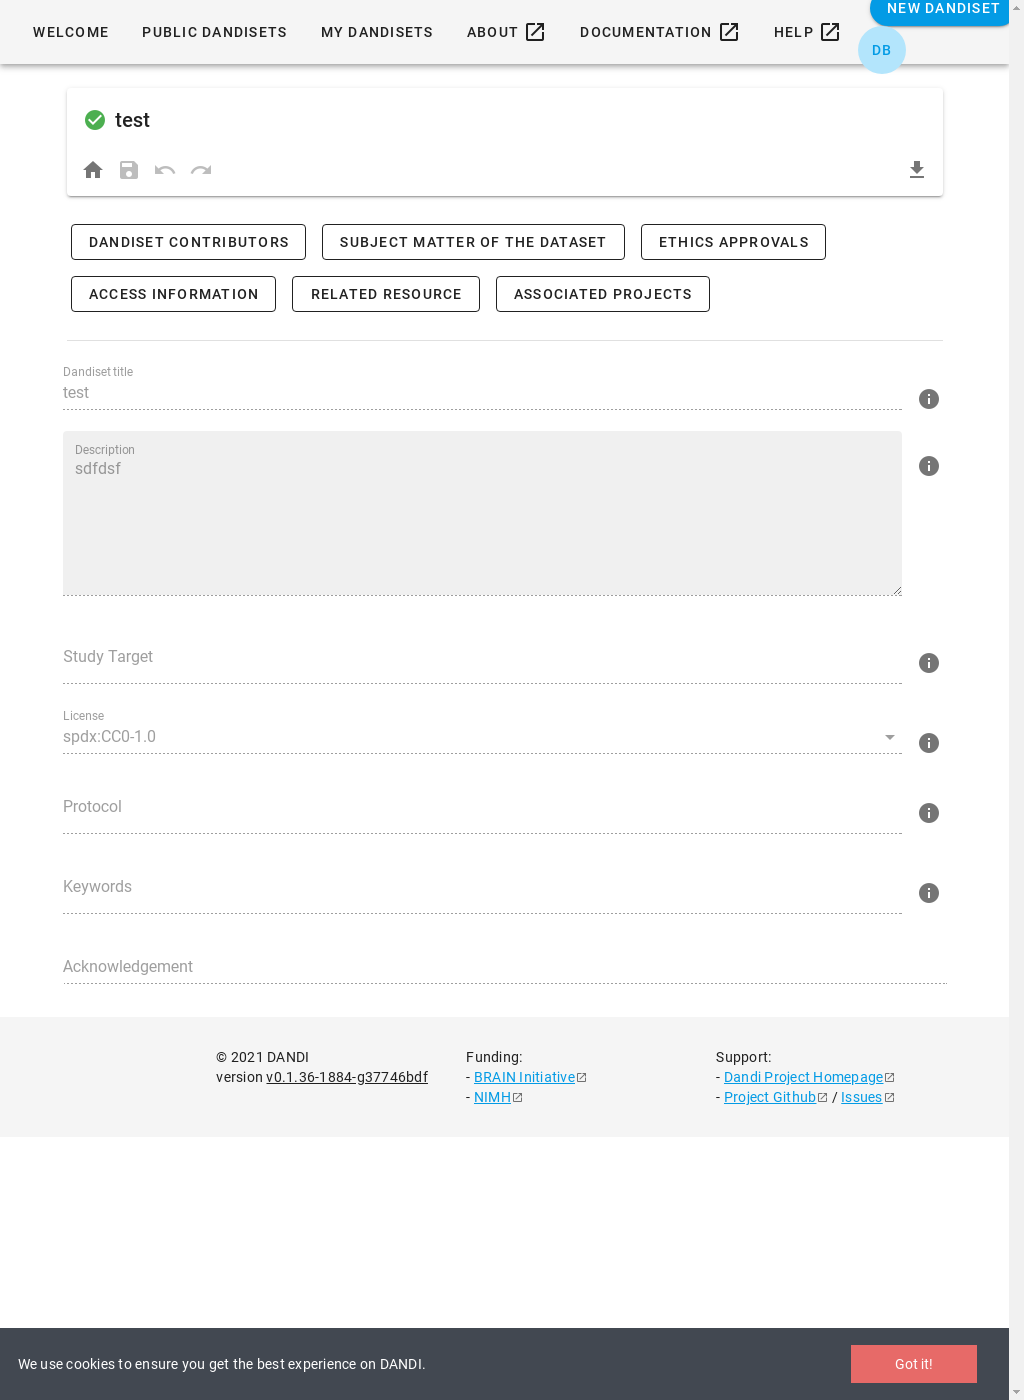 NEW DANDISET
WELCOME PUBLIC DANDISETS MY DANDISETS ABOUT DOCUMENTATION HELP
DB
test
DANDISET CONTRIBUTORS SUBJECT MATTER OF THE DATASET ETHICS APPROVALS
ACCESS INFORMATION RELATED RESOURCE ASSOCIATED PROJECTS
Dandiset title
test
Description
sdfdsf
Study Target
License
spdx:CC0-1.0
Protocol
Keywords
Acknowledgement
© 2021 DANDI
version v0.1.36-1884-g37746bdf
Funding:
- BRAIN Initiative
- NIMH
Support:
- Dandi Project Homepage
- Project Github / Issues
We use cookies to ensure you get the best experience on DANDI.
Got it!